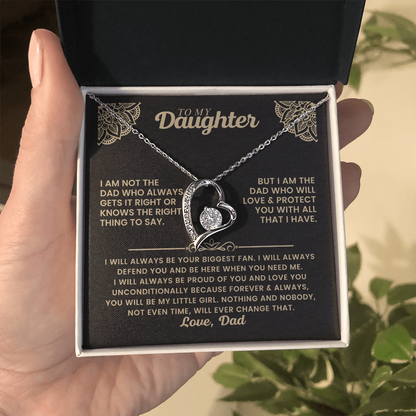 TO MY
Daughter
I AM NOT THE
DAD WHO ALWAYS
GETS IT RIGHT OR
KNOWS THE RIGHT
THING TO SAY.
BUT I AM THE
DAD WHO WILL
LOVE & PROTECT
YOU WITH ALL
THAT I HAVE.
I WILL ALWAYS BE YOUR BIGGEST FAN. I WILL ALWAYS
DEFEND YOU AND BE HERE WHEN YOU NEED ME.
I WILL ALWAYS BE PROUD OF YOU AND LOVE YOU
UNCONDITIONALLY BECAUSE FOREVER & ALWAYS,
YOU WILL BE MY LITTLE GIRL. NOTHING AND NOBODY,
NOT EVEN TIME, WILL EVER CHANGE THAT.
Love, Dad